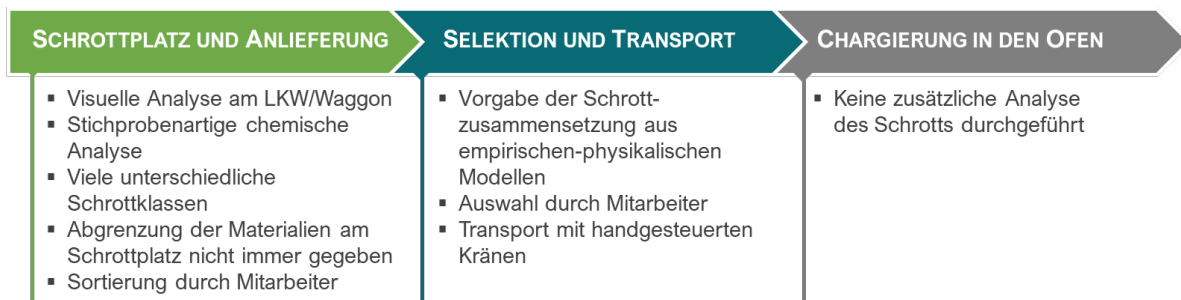 SCHROTTPLATZ UND ANLIEFERUNG
▪ Visuelle Analyse am LKW/Waggon
▪ Stichprobenartige chemische
Analyse
▪ Viele unterschiedliche
Schrottklassen
▪ Abgrenzung der Materialien am
Schrottplatz nicht immer gegeben
▪ Sortierung durch Mitarbeiter
SELEKTION UND TRANSPORT
▪ Vorgabe der Schrott-
zusammensetzung aus
empirischen-physikalischen
Modellen
▪ Auswahl durch Mitarbeiter
▪ Transport mit handgesteuerten
Kränen
CHARGIERUNG IN DEN OFEN
▪ Keine zusätzliche Analyse
des Schrotts durchgeführt